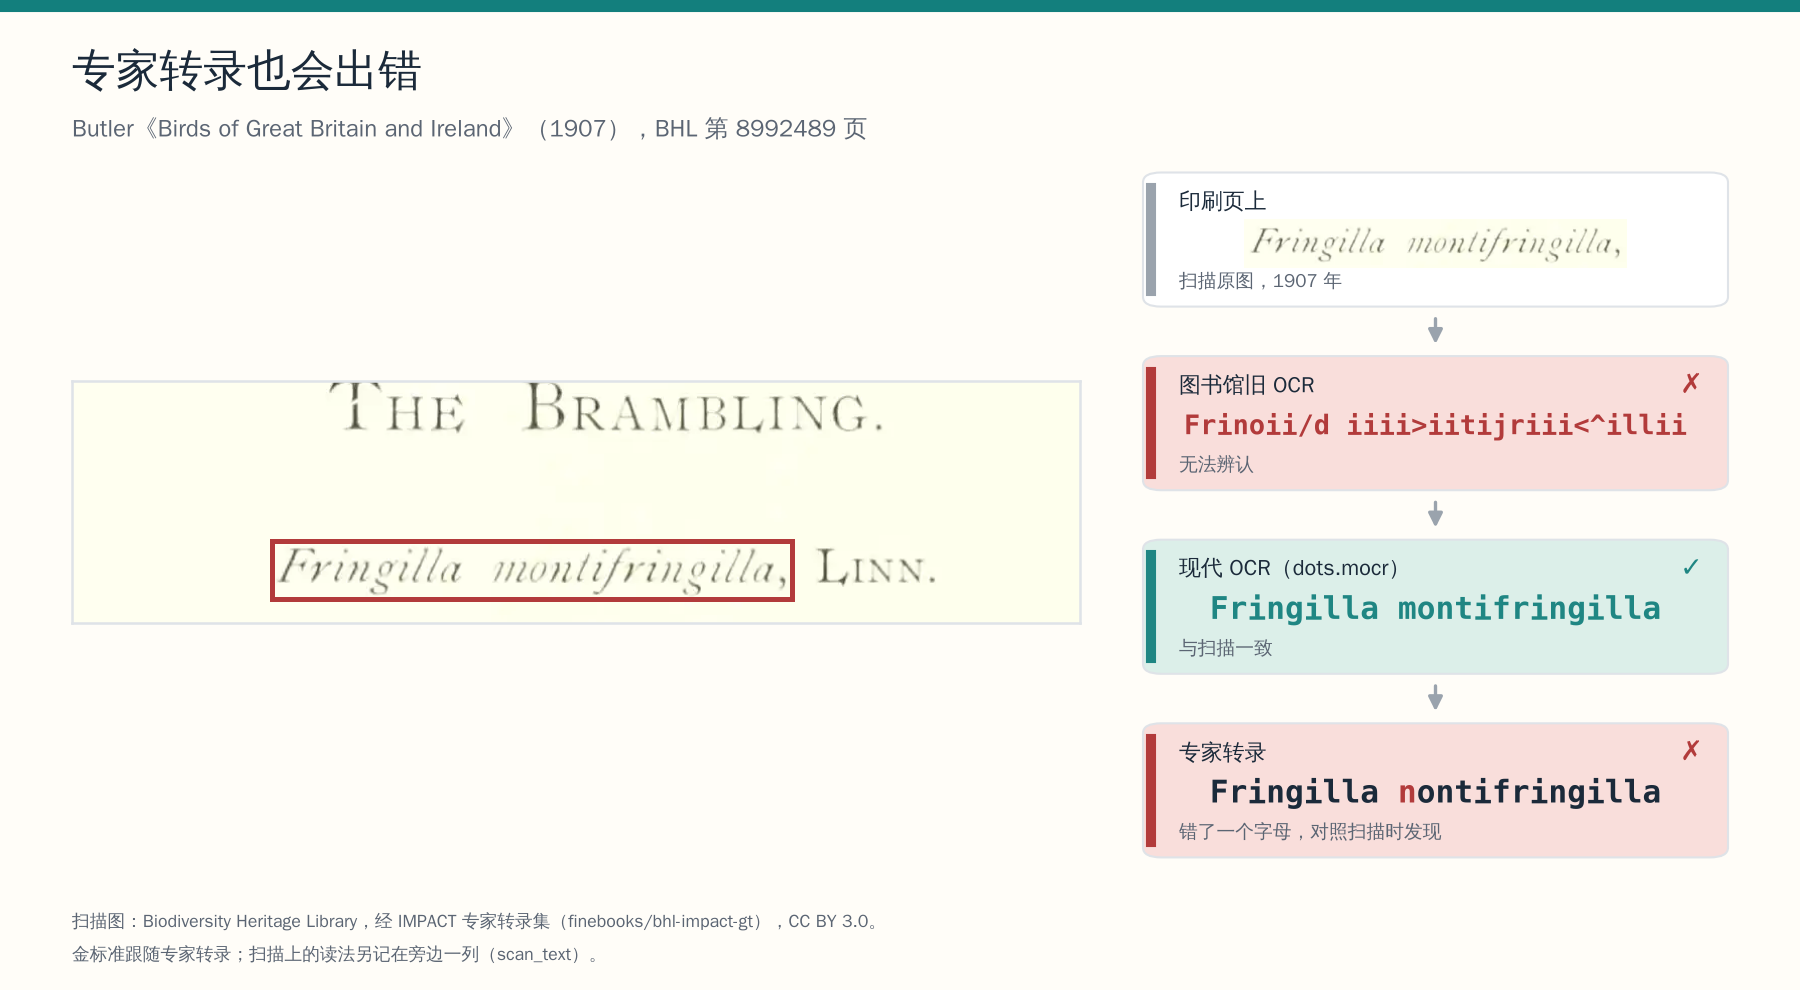 专家转录也会出错
Butler《Birds of Great Britain and Ireland》（1907），BHL 第 8992489 页
THE BRAMBLING.
Fringilla montifringilla, LINN.
印刷页上
Fringilla montifringilla,
扫描原图，1907 年
图书馆旧 OCR ✗
Frinoii/d iiii>iitijriii<^illii
无法辨认
现代 OCR（dots.mocr） ✓
Fringilla montifringilla
与扫描一致
专家转录 ✗
Fringilla nontifringilla
错了一个字母，对照扫描时发现
扫描图：Biodiversity Heritage Library，经 IMPACT 专家转录集（finebooks/bhl-impact-gt），CC BY 3.0。
金标准跟随专家转录；扫描上的读法另记在旁边一列（scan_text）。